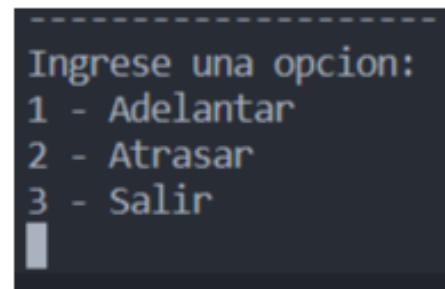 ---------------------
Ingrese una opcion:
1 - Adelantar
2 - Atrasar
3 - Salir